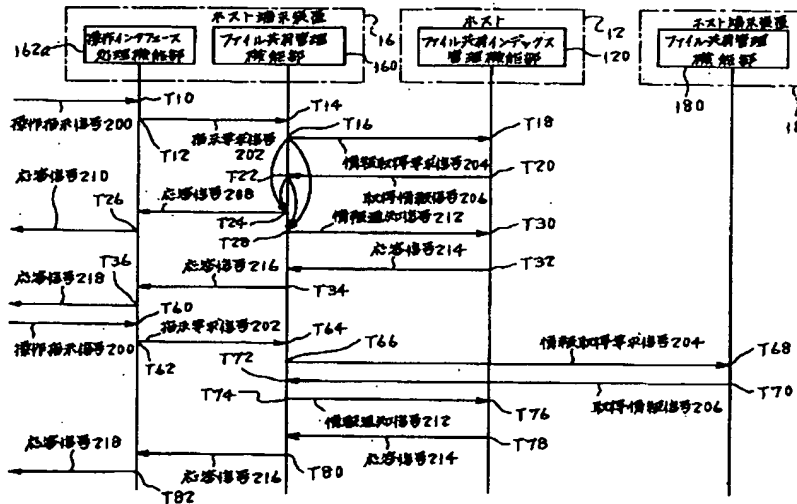 ホスト端末装置
16
ホスト
12
ホスト端末装置
162a
操作インタフェース
処理機能部
ファイル共有管理
機能部
160
ファイル共有インデックス
管理機能部
120
ファイル共有管理
機能部
180
18
T10
T14
操作指示信号200
T12
指示要求信号
202
T16
T18
情報取得要求信号204
応答信号210
T22
T20
応答信号208
取得情報信号206
T26
T24
情報通知信号212
T28
T30
応答信号214
T36
応答信号216
T32
応答信号218
T34
T60
指示要求信号202
T64
操作指示信号200
T62
T66
情報取得要求信号204
T68
T72
T70
T74
取得情報信号206
情報通知信号212
T76
応答信号218
T78
T80
応答信号214
応答信号216
T82